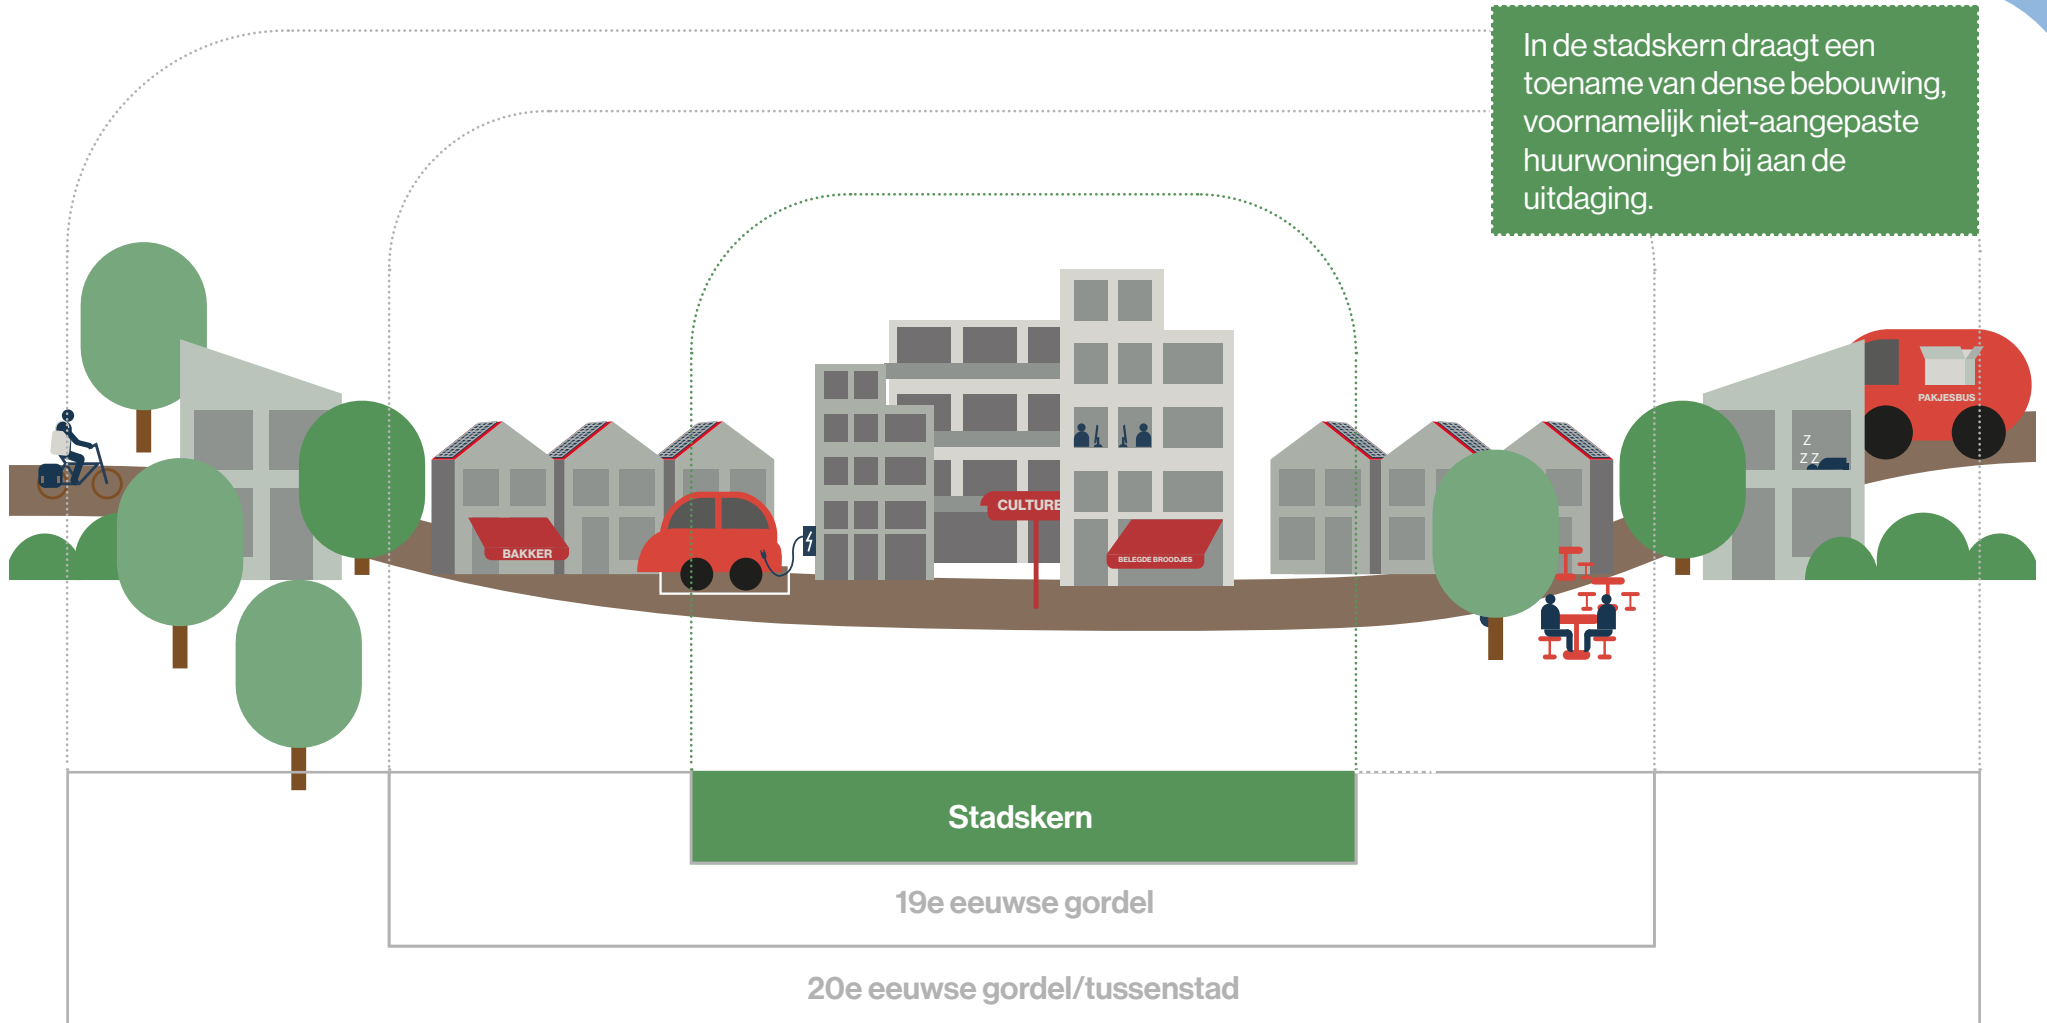 In de stadskern draagt een
toename van dense bebouwing,
voornamelijk niet-aangepaste
huurwoningen bij aan de
uitdaging.
PAKJESBUS
Z
Z Z
CULTURE
BAKKER
BELEGDE BROODJES
Stadskern
19e eeuwse gordel
20e eeuwse gordel/tussenstad